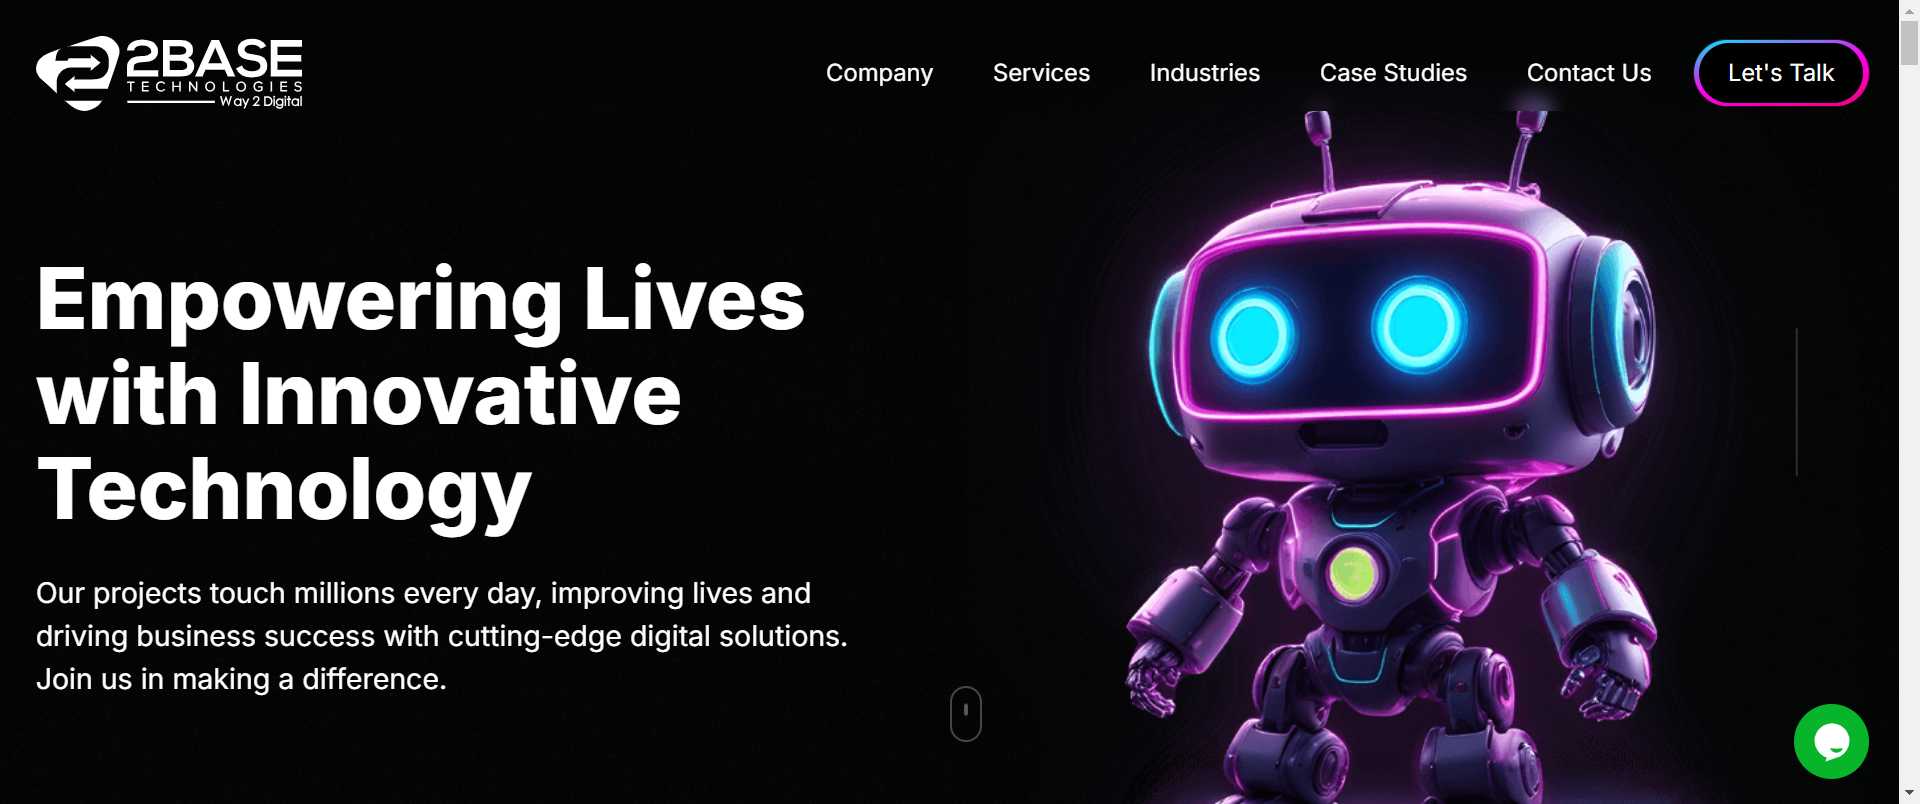 2BASE
TECHNOLOGIES
Way 2 Digital
Company Services Industries Case Studies Contact Us Let's Talk
Empowering Lives
with Innovative
Technology
Our projects touch millions every day, improving lives and
driving business success with cutting-edge digital solutions.
Join us in making a difference.